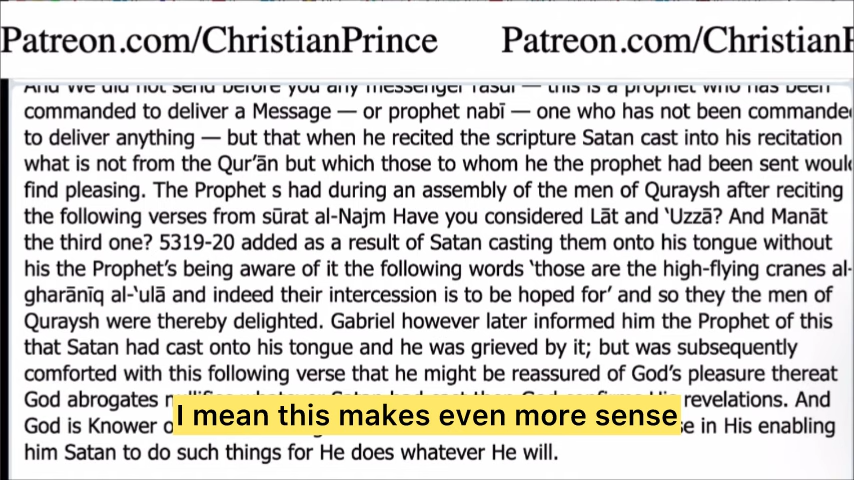 Patreon.com/ChristianPrince Patreon.com/Christian
And We did not send before you any messenger rasūl — this is a prophet who has been
commanded to deliver a Message — or prophet nabī — one who has not been commande
to deliver anything — but that when he recited the scripture Satan cast into his recitation
what is not from the Qur’ān but which those to whom he the prophet had been sent woul
find pleasing. The Prophet s had during an assembly of the men of Quraysh after reciting
the following verses from sūrat al-Najm Have you considered Lāt and ‘Uzzā? And Manāt
the third one? 5319-20 added as a result of Satan casting them onto his tongue without
his the Prophet’s being aware of it the following words ‘those are the high-flying cranes al-
gharānīq al-‘ulā and indeed their intercession is to be hoped for’ and so they the men of
Quraysh were thereby delighted. Gabriel however later informed him the Prophet of this
that Satan had cast onto his tongue and he was grieved by it; but was subsequently
comforted with this following verse that he might be reassured of God’s pleasure thereat
God abrogates revelations. And
God is Knower in His enabling
I mean this makes even more sense
him Satan to do such things for He does whatever He will.